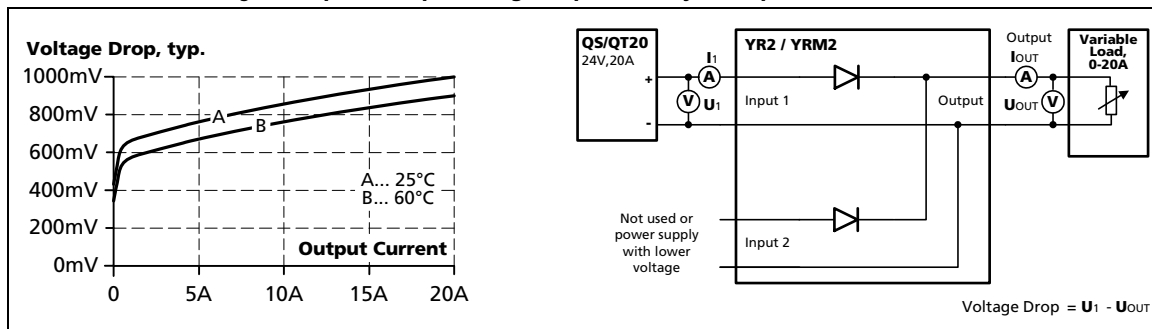 Voltage Drop, typ.
1000mV
800mV
600mV
400mV
200mV
0mV
A
B
A... 25°C
B... 60°C
Output Current
0
5A
10A
15A
20A
QS/QT20
24V,20A
+
-
I1
A
V
U1
YR2 / YRM2
Input 1
Output
Input 2
Not used or
power supply
with lower
voltage
Output
IOUT
A
UOUT
V
Variable
Load,
0-20A
Voltage Drop = U1 - UOUT